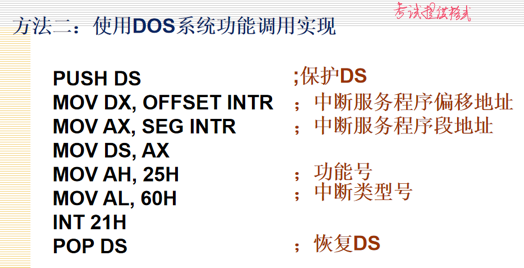 考试提供格式
方法二：使用DOS系统功能调用实现
PUSH DS ;保护DS
MOV DX, OFFSET INTR ；中断服务程序偏移地址
MOV AX, SEG INTR ；中断服务程序段地址
MOV DS, AX
MOV AH, 25H ；功能号
MOV AL, 60H ；中断类型号
INT 21H
POP DS ；恢复DS